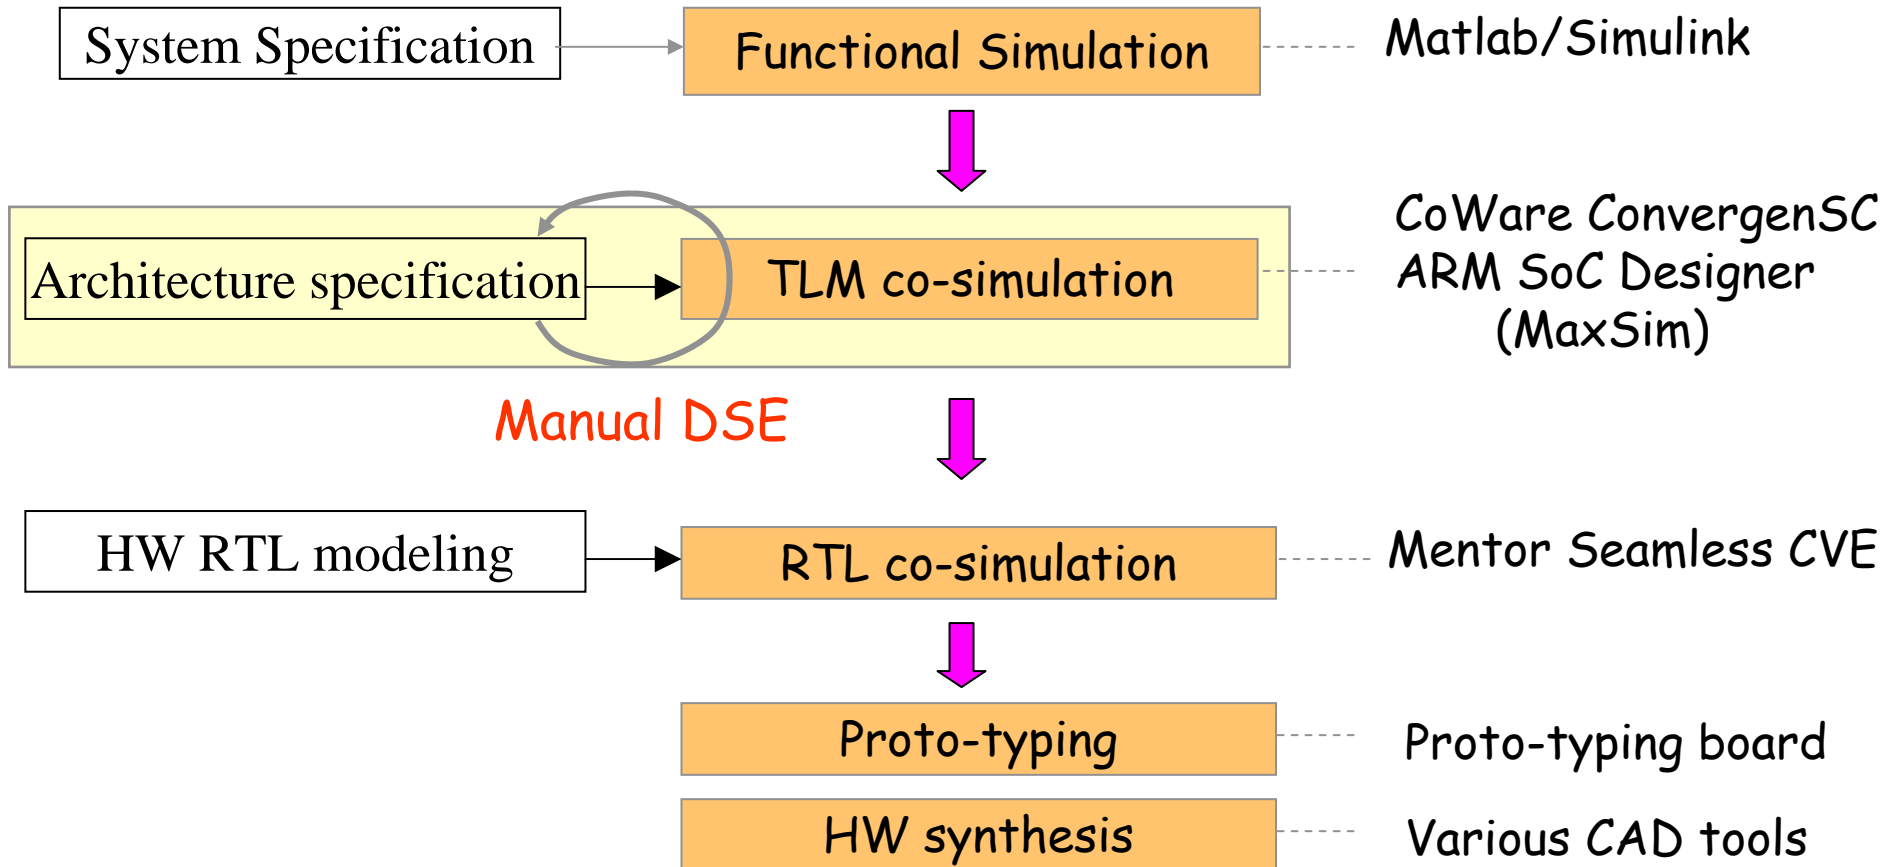 System Specification
Functional Simulation
Matlab/Simulink
Architecture specification
TLM co-simulation
CoWare ConvergenSC
ARM SoC Designer
(MaxSim)
Manual DSE
HW RTL modeling
RTL co-simulation
Mentor Seamless CVE
Proto-typing
Proto-typing board
HW synthesis
Various CAD tools